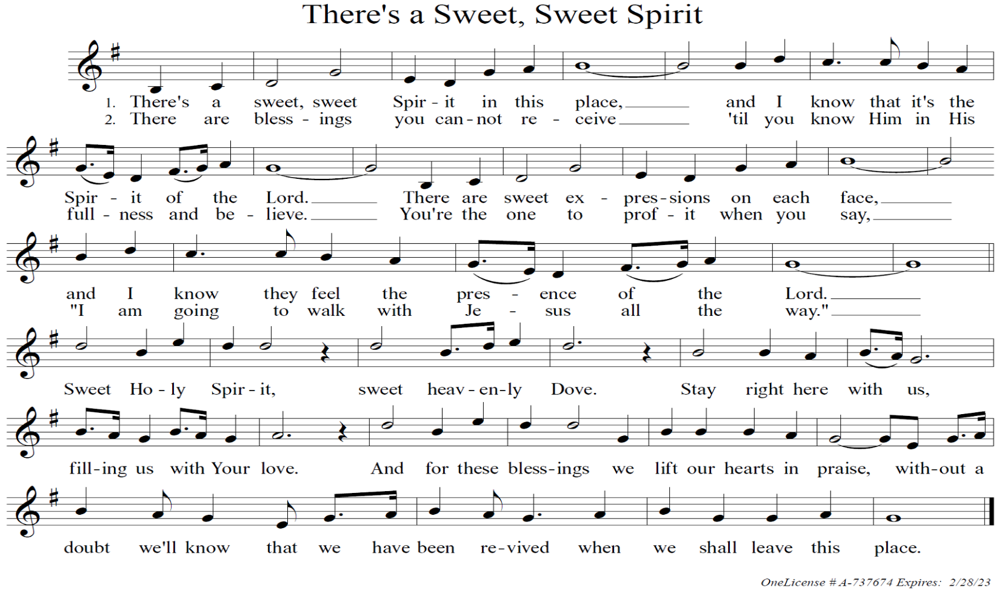 There's a Sweet, Sweet Spirit
1. There's a sweet, sweet Spir - it in this place, and I know that it's the
2. There are bless - ings you can - not re - ceive 'til you know Him in His
Spir - it of the Lord. There are sweet ex - pres - sions on each face,
full - ness and be - lieve. You're the one to prof - it when you say,
and I know they feel the pres - ence of the Lord.
"I am going to walk with Je - sus all the way."
Sweet Ho - ly Spir - it, sweet heav - en - ly Dove. Stay right here with us,
fill - ing us with Your love. And for these bless - ings we lift our hearts in praise, with - out a
doubt we'll know that we have been re - vived when we shall leave this place.
OneLicense # A-737674 Expires: 2/28/23